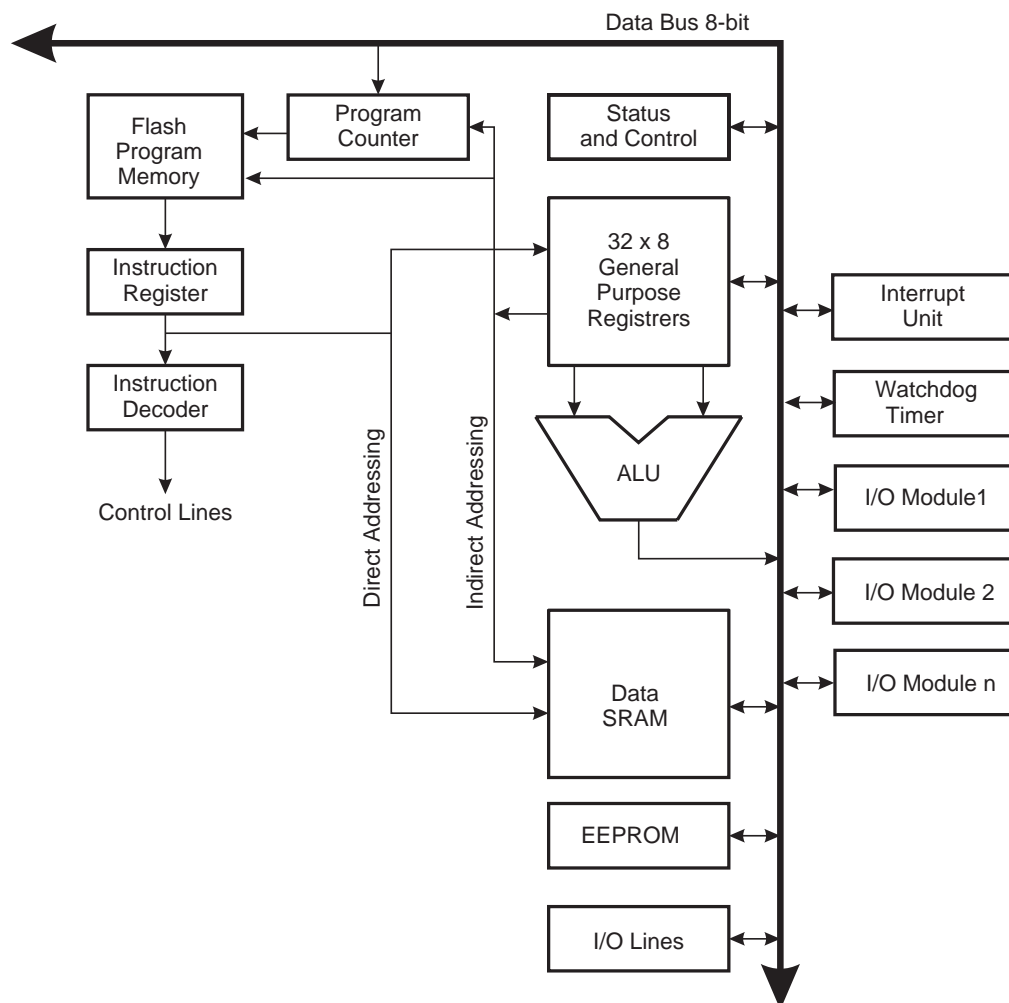 Data Bus 8-bit
Flash
Program
Memory
Program
Counter
Status
and Control
32 x 8
General
Purpose
Registrers
Instruction
Register
Interrupt
Unit
Instruction
Decoder
Watchdog
Timer
Control Lines
Direct Addressing
Indirect Addressing
ALU
I/O Module1
I/O Module 2
I/O Module n
Data
SRAM
EEPROM
I/O Lines